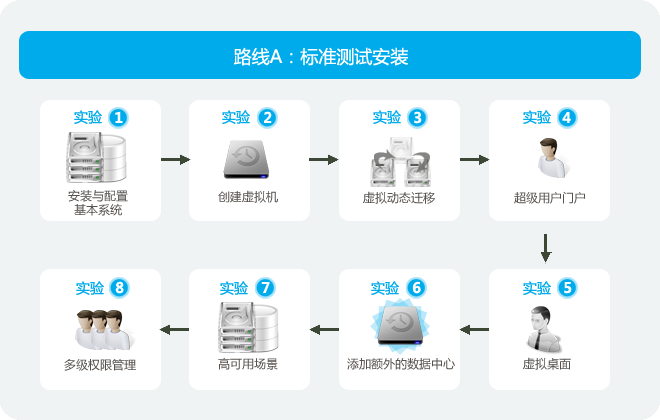 路线A：标准测试安装
实验 1
安装与配置
基本系统
实验 2
创建虚拟机
实验 3
虚拟动态迁移
实验 4
超级用户门户
实验 5
虚拟桌面
实验 6
添加额外的数据中心
实验 7
高可用场景
实验 8
多级权限管理